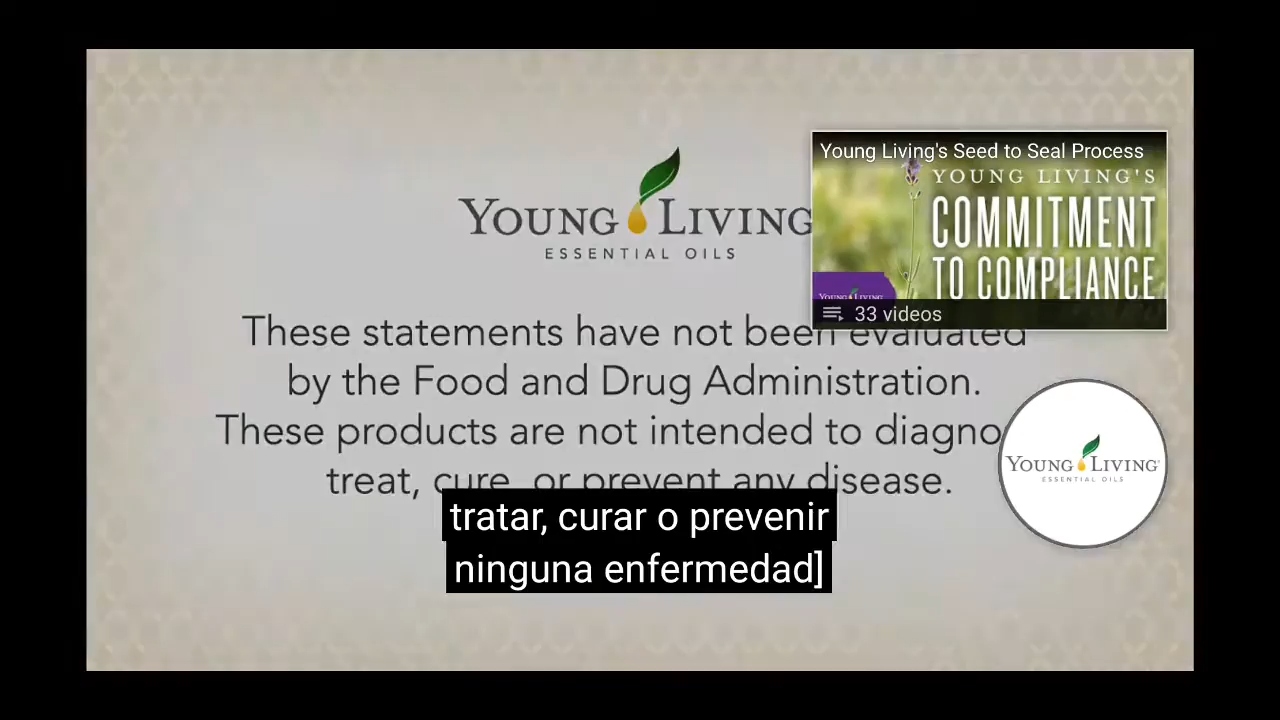 Young Living's Seed to Seal Process
YOUNG LIVING'S
COMMITMENT
TO COMPLIANCE
YOUNG LIVING
33 videos
YOUNG LIVING
ESSENTIAL OILS
These statements have not been evaluated
by the Food and Drug Administration.
These products are not intended to diagno
treat, cure, or prevent any disease.
YOUNG LIVING
ESSENTIAL OILS
tratar, curar o prevenir
ninguna enfermedad]